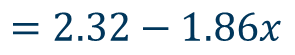 = 2.32 − 1.86x